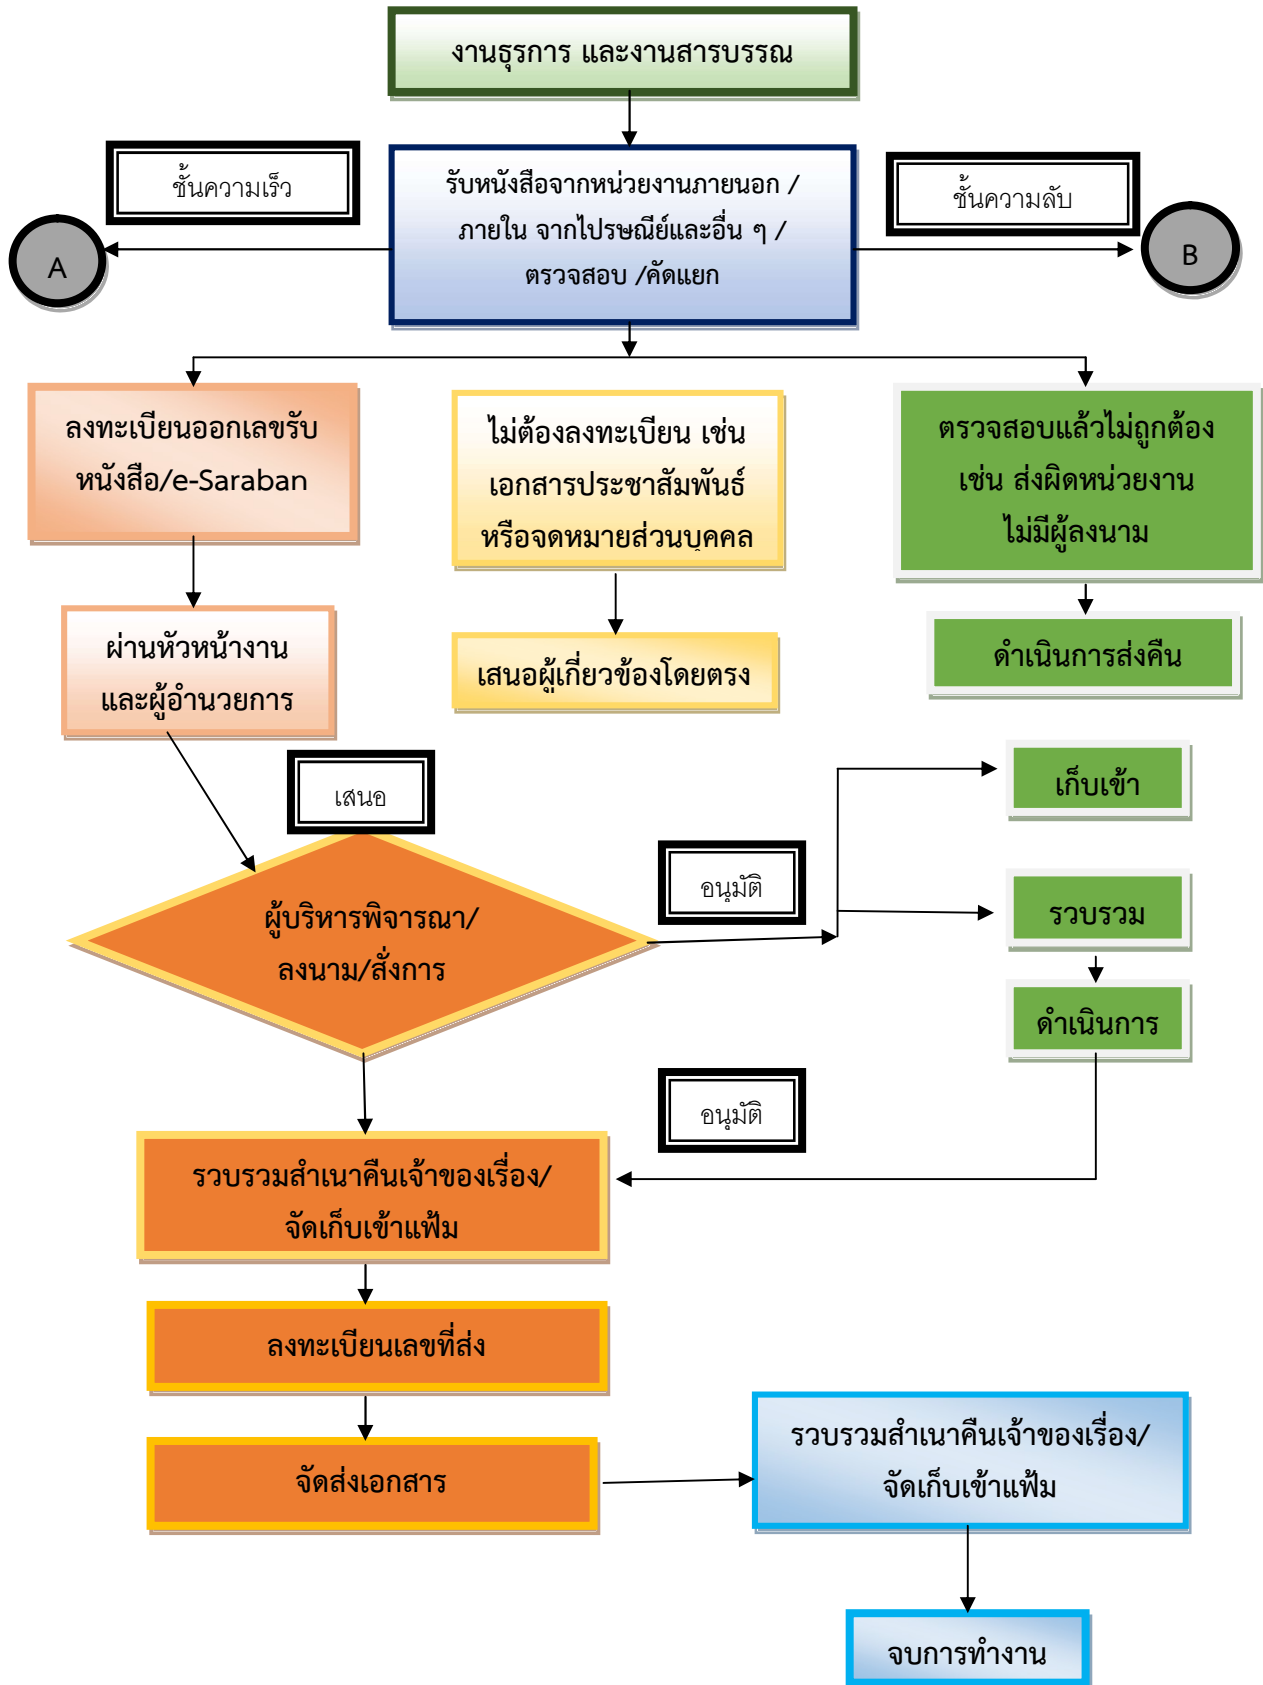 งานธุรการ และงานสารบรรณ
ชั้นความเร็ว
รับหนังสือจากหน่วยงานภายนอก /
ภายใน จากไปรษณีย์และอื่น ๆ /
ตรวจสอบ /คัดแยก
ชั้นความลับ
A
B
ลงทะเบียนออกเลขรับ
หนังสือ/e-Saraban
ไม่ต้องลงทะเบียน เช่น
เอกสารประชาสัมพันธ์
หรือจดหมายส่วนบุคคล
ตรวจสอบแล้วไม่ถูกต้อง
เช่น ส่งผิดหน่วยงาน
ไม่มีผู้ลงนาม
ผ่านหัวหน้างาน
และผู้อำนวยการ
เสนอผู้เกี่ยวข้องโดยตรง
ดำเนินการส่งคืน
เสนอ
เก็บเข้า
อนุมัติ
ผู้บริหารพิจารณา/
ลงนาม/สั่งการ
รวบรวม
ดำเนินการ
อนุมัติ
รวบรวมสำเนาคืนเจ้าของเรื่อง/
จัดเก็บเข้าแฟ้ม
ลงทะเบียนเลขที่ส่ง
จัดส่งเอกสาร
รวบรวมสำเนาคืนเจ้าของเรื่อง/
จัดเก็บเข้าแฟ้ม
จบการทำงาน